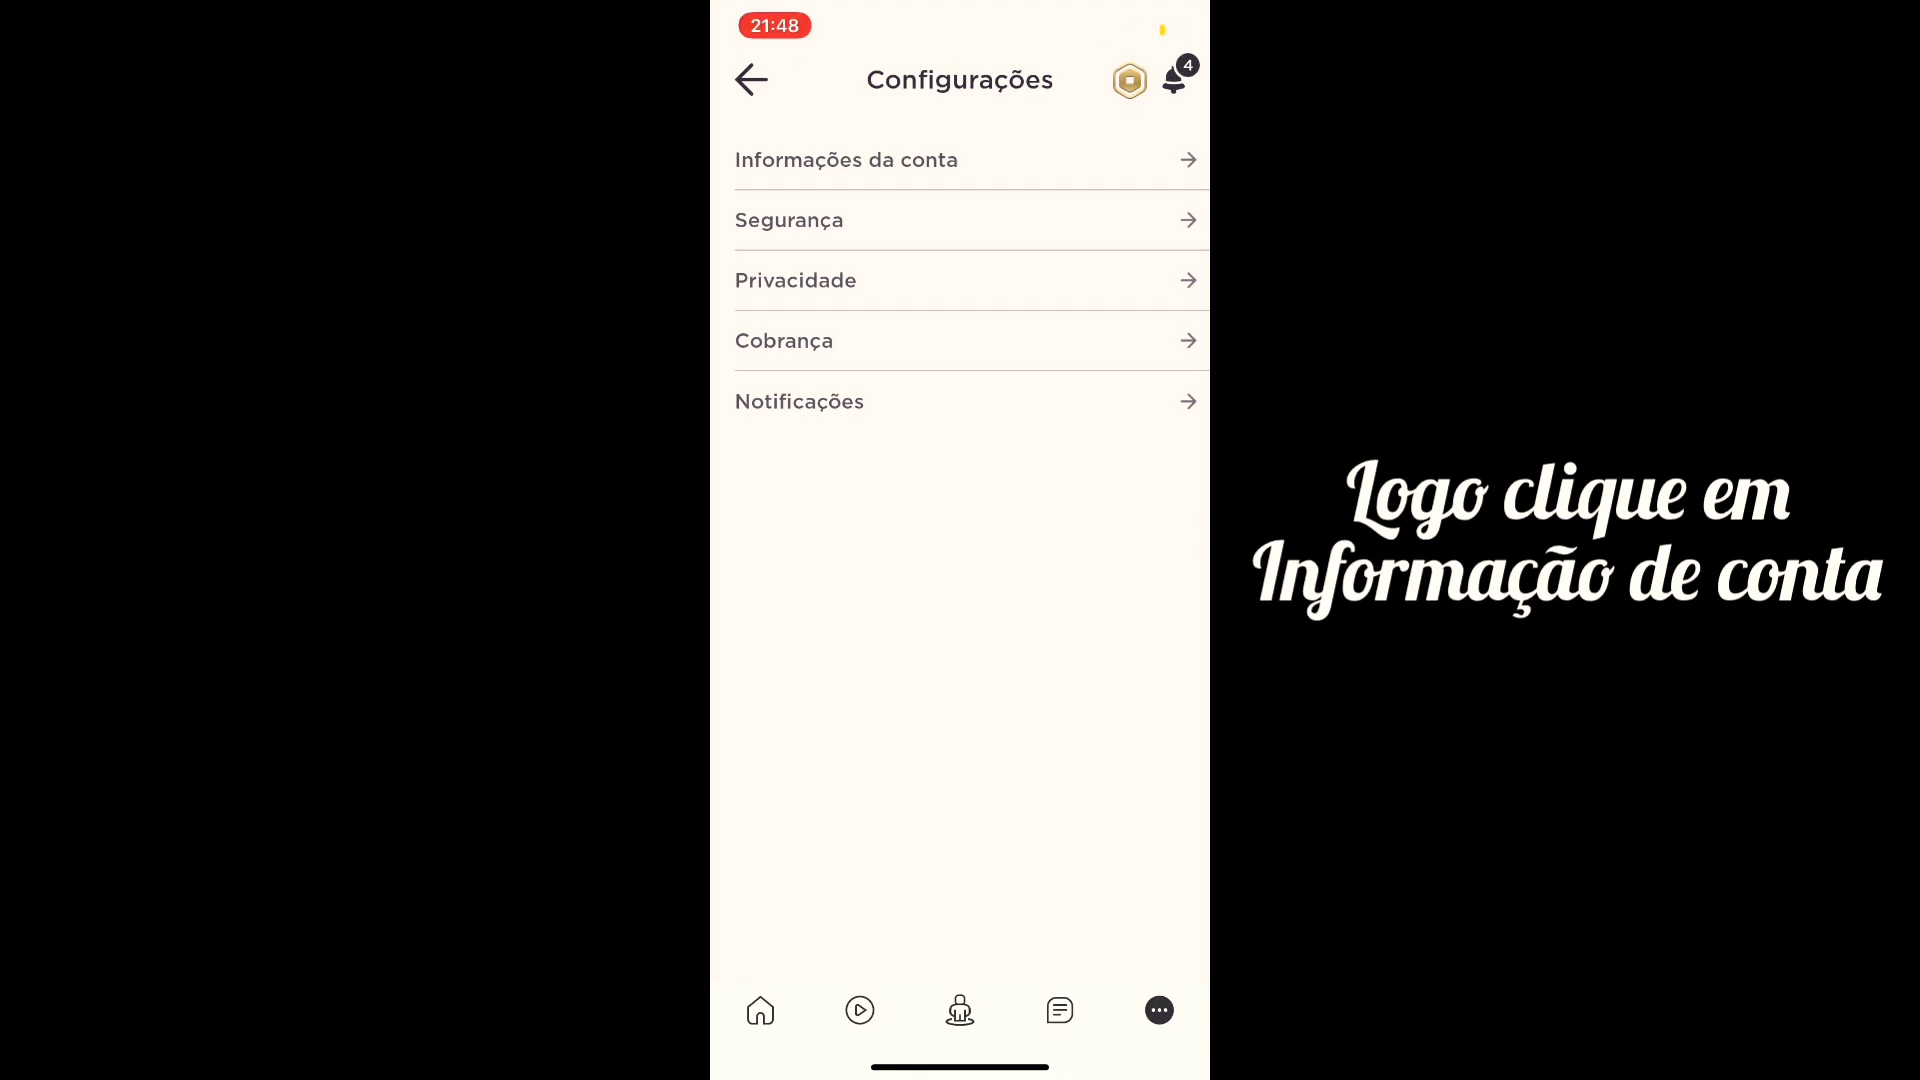 21:48
Configurações
4
Informações da conta
Segurança
Privacidade
Cobrança
Notificações
Logo clique em
Informação de conta